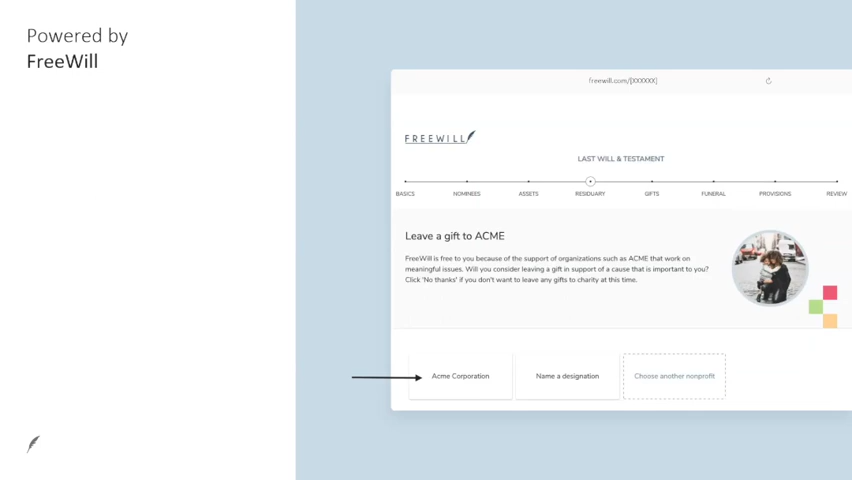 Powered by
FreeWill
freewill.com/[XXXXXX]
FREEWILL
LAST WILL & TESTAMENT
BASICS NOMINEES ASSETS RESIDUARY GIFTS FUNERAL PROVISIONS REVIEW
Leave a gift to ACME
FreeWill is free to you because of the support of organizations such as ACME that work on
meaningful issues. Will you consider leaving a gift in support of a cause that is important to you?
Click 'No thanks' if you don't want to leave any gifts to charity at this time.
Acme Corporation Name a designation Choose another nonprofit